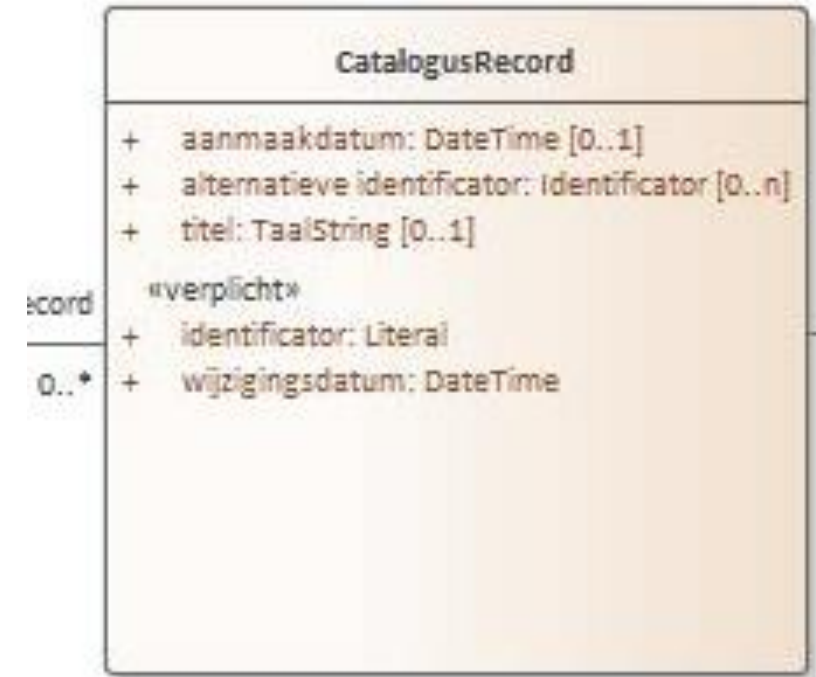 CatalogusRecord
+ aanmaakdatum: DateTime [0..1]
+ alternatieve identificator: Identificator [0..n]
+ titel: TaalString [0..1]
«verplicht»
ecord
+ identificator: Literal
0..* + wijzigingsdatum: DateTime